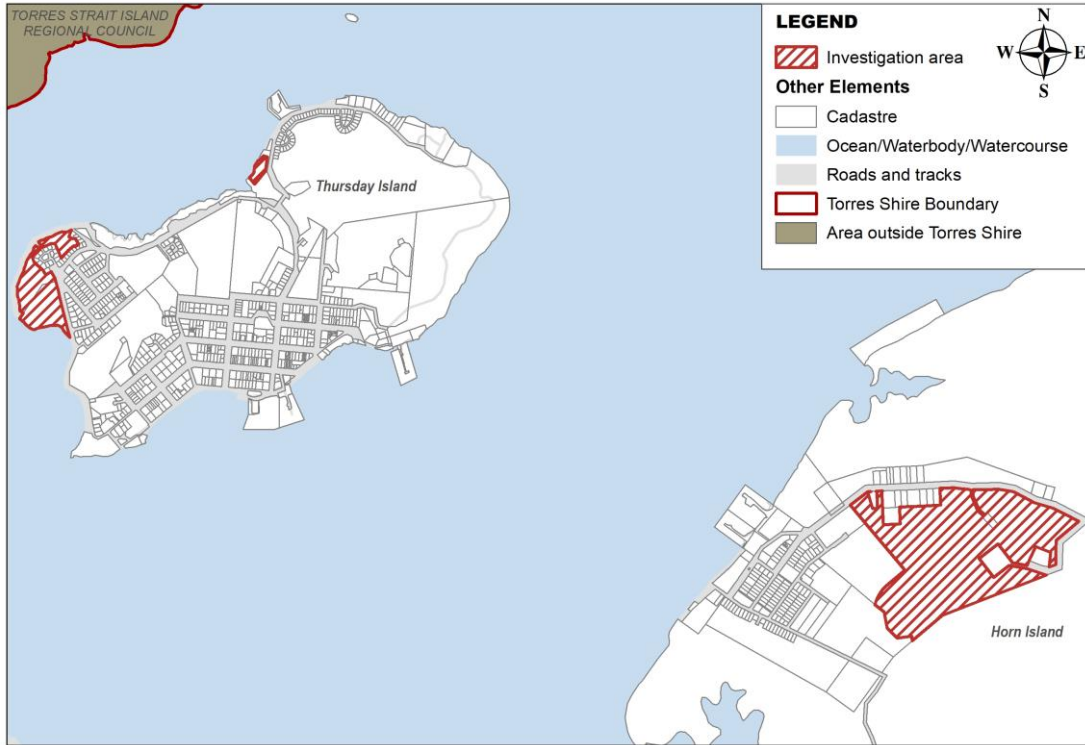 TORRES STRAIT ISLAND
REGIONAL COUNCIL
Thursday Island
Horn Island
LEGEND
Investigation area
Other Elements
Cadastre
Ocean/Waterbody/Watercourse
Roads and tracks
Torres Shire Boundary
Area outside Torres Shire
N
W E
S